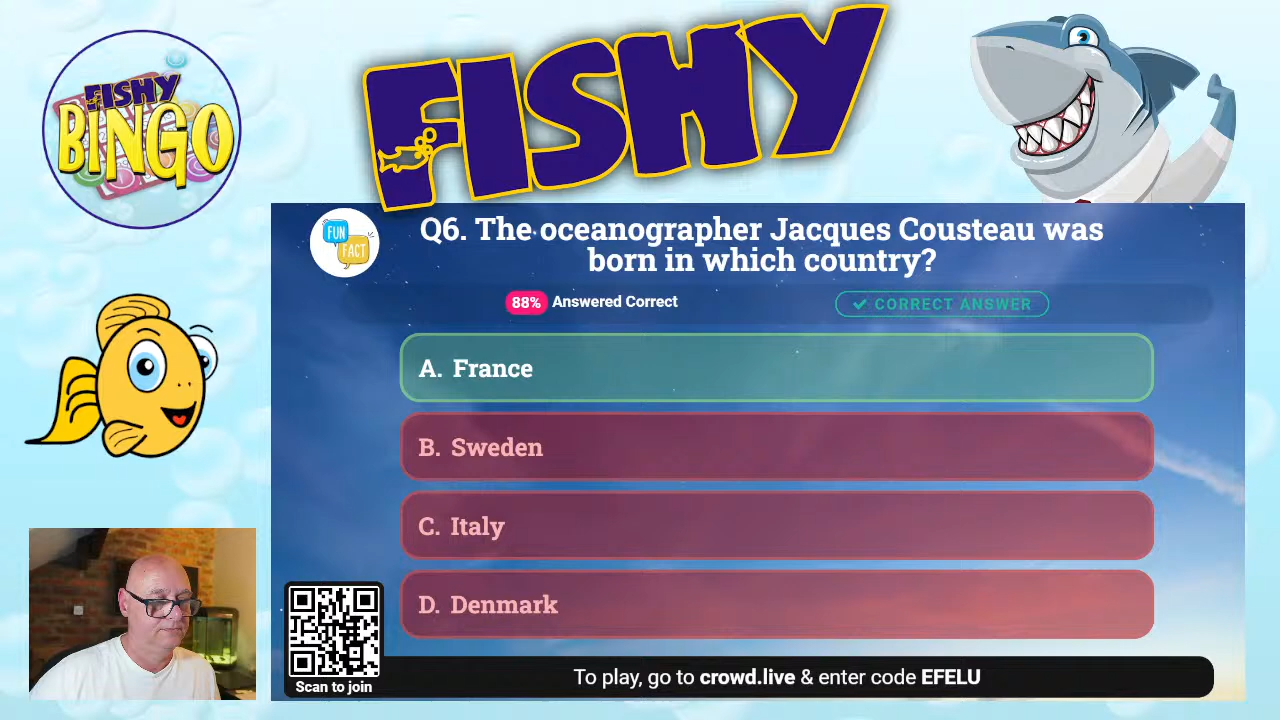 FISHY
BINGO
FISHY
FUN
FACT
Q6. The oceanographer Jacques Cousteau was
born in which country?
88% Answered Correct
CORRECT ANSWER
A. France
B. Sweden
C. Italy
D. Denmark
Scan to join
To play, go to crowd.live & enter code EFELU